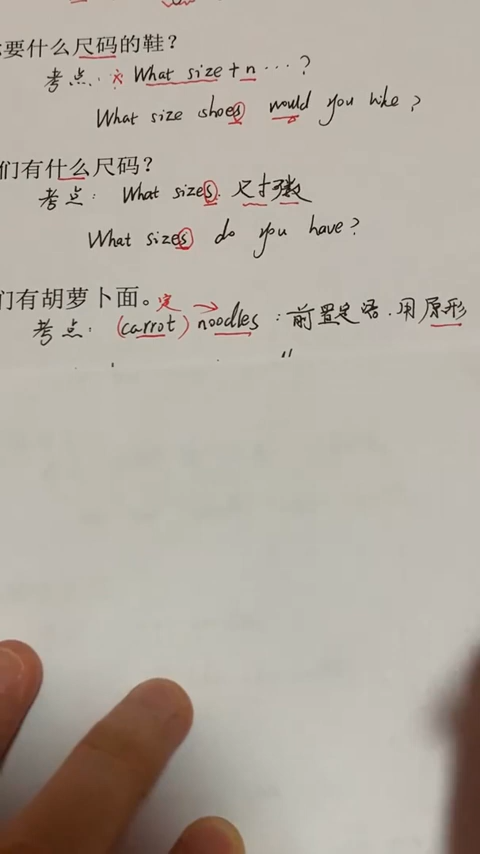 要什么尺码的鞋？
考点: What size + n …?
What size shoes would you like?
们有什么尺码？
考点: What sizes. 尺寸
What sizes do you have?
们有胡萝卜面。
定
考点: (carrot) noodles : 前置定语. 用原形